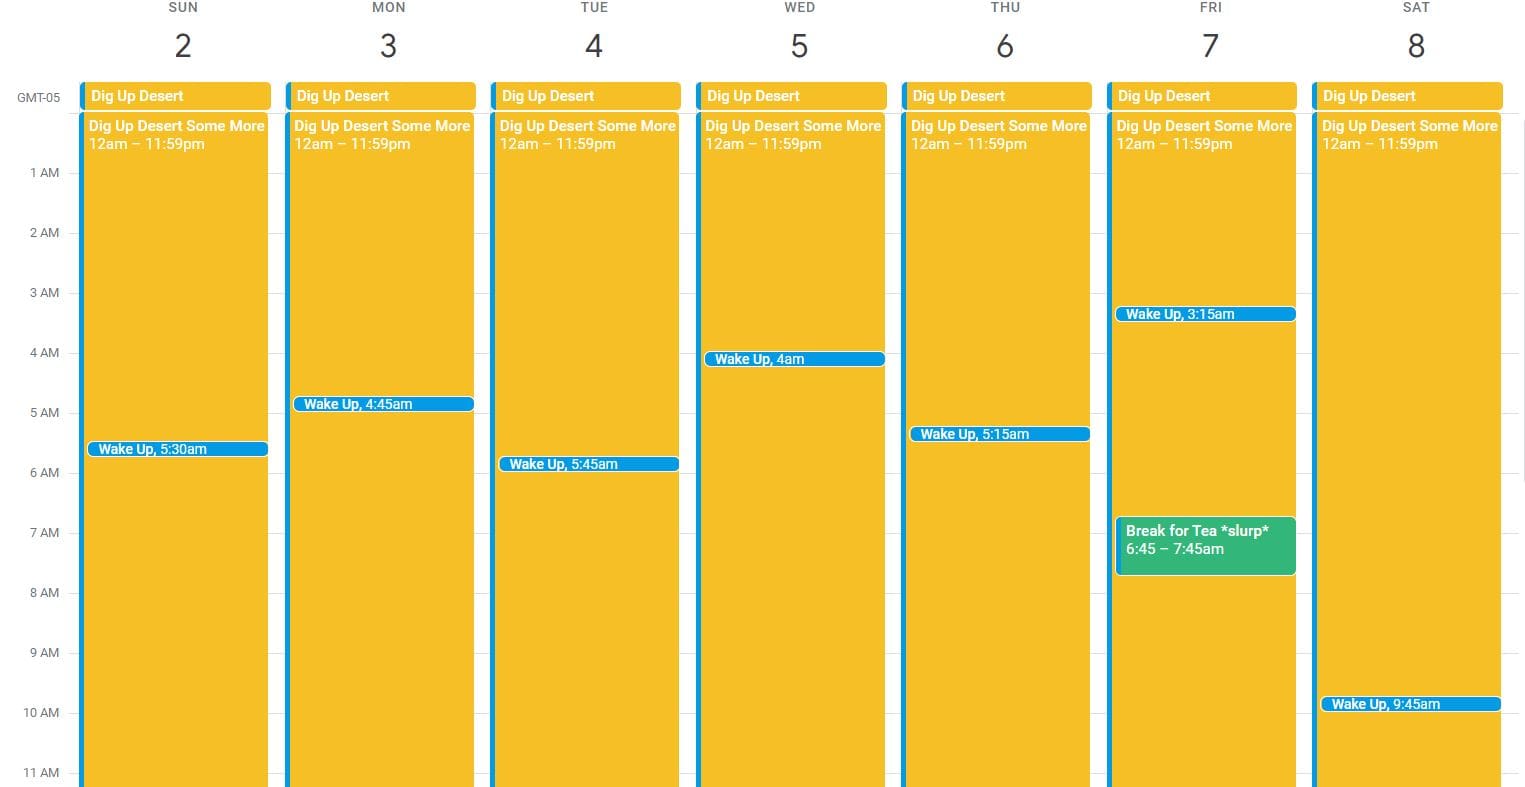 SUN MON TUE WED THU FRI SAT
2 3 4 5 6 7 8
GMT-05
Dig Up Desert Dig Up Desert Dig Up Desert Dig Up Desert Dig Up Desert Dig Up Desert Dig Up Desert
Dig Up Desert Some More Dig Up Desert Some More Dig Up Desert Some More Dig Up Desert Some More Dig Up Desert Some More Dig Up Desert Some More Dig Up Desert Some More
12am – 11:59pm 12am – 11:59pm 12am – 11:59pm 12am – 11:59pm 12am – 11:59pm 12am – 11:59pm 12am – 11:59pm
1 AM
2 AM
3 AM
Wake Up, 3:15am
4 AM
Wake Up, 4am
Wake Up, 4:45am
5 AM
Wake Up, 5:15am
Wake Up, 5:30am
Wake Up, 5:45am
6 AM
7 AM
Break for Tea *slurp*
6:45 – 7:45am
8 AM
9 AM
Wake Up, 9:45am
10 AM
11 AM